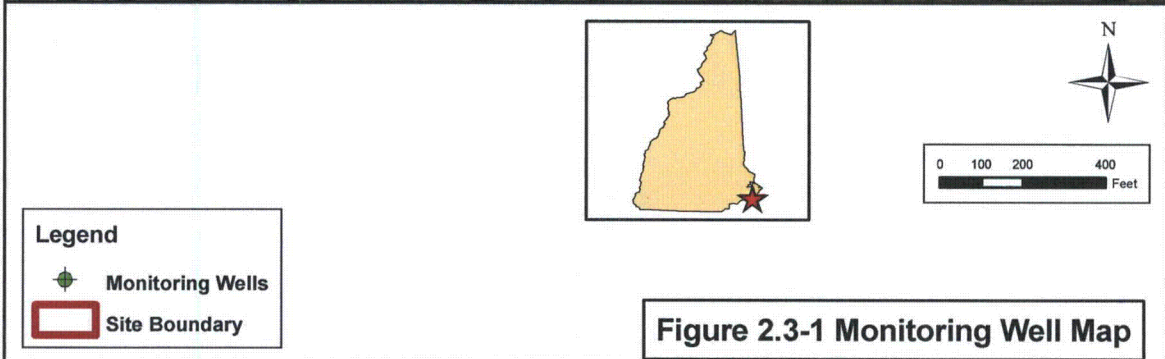 N
0 100 200 400
Feet
Legend
Monitoring Wells
Site Boundary
Figure 2.3-1 Monitoring Well Map